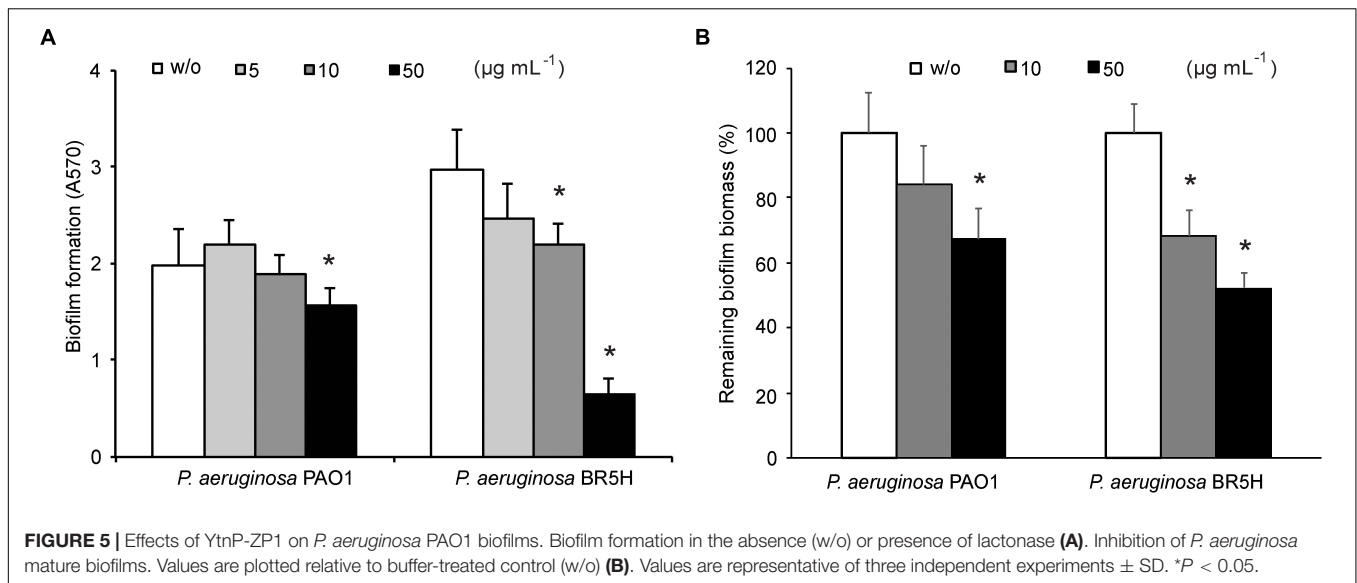 A
w/o 5 10 50 (µg mL⁻¹)
Biofilm formation (A570)
4
3
2
1
0
*
*
*
P. aeruginosa PAO1 P. aeruginosa BR5H
B
w/o 10 50 (µg mL⁻¹)
Remaining biofilm biomass (%)
120
100
80
60
40
20
0
*
*
*
P. aeruginosa PAO1 P. aeruginosa BR5H
FIGURE 5 | Effects of YtnP-ZP1 on P. aeruginosa PAO1 biofilms. Biofilm formation in the absence (w/o) or presence of lactonase (A). Inhibition of P. aeruginosa
mature biofilms. Values are plotted relative to buffer-treated control (w/o) (B). Values are representative of three independent experiments ± SD. *P < 0.05.